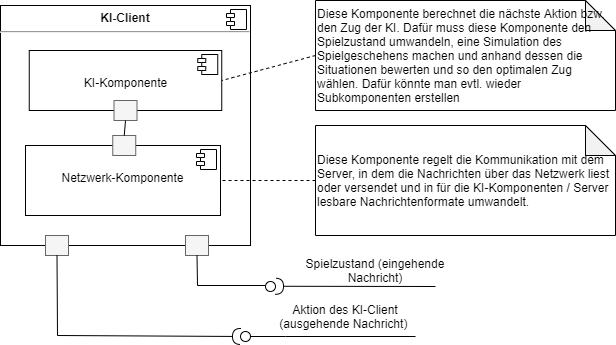 KI-Client
KI-Komponente
Netzwerk-Komponente
Diese Komponente berechnet die nächste Aktion bzw
den Zug der KI. Dafür muss diese Komponente den
Spielzustand umwandeln, eine Simulation des
Spielgeschehens machen und anhand dessen die
Situationen bewerten und so den optimalen Zug
wählen. Dafür könnte man evtl. wieder
Subkomponenten erstellen
Diese Komponente regelt die Kommunikation mit dem
Server, in dem die Nachrichten über das Netzwerk liest
oder versendet und in für die KI-Komponenten / Server
lesbare Nachrichtenformate umwandelt.
Spielzustand (eingehende
Nachricht)
Aktion des KI-Client
(ausgehende Nachricht)